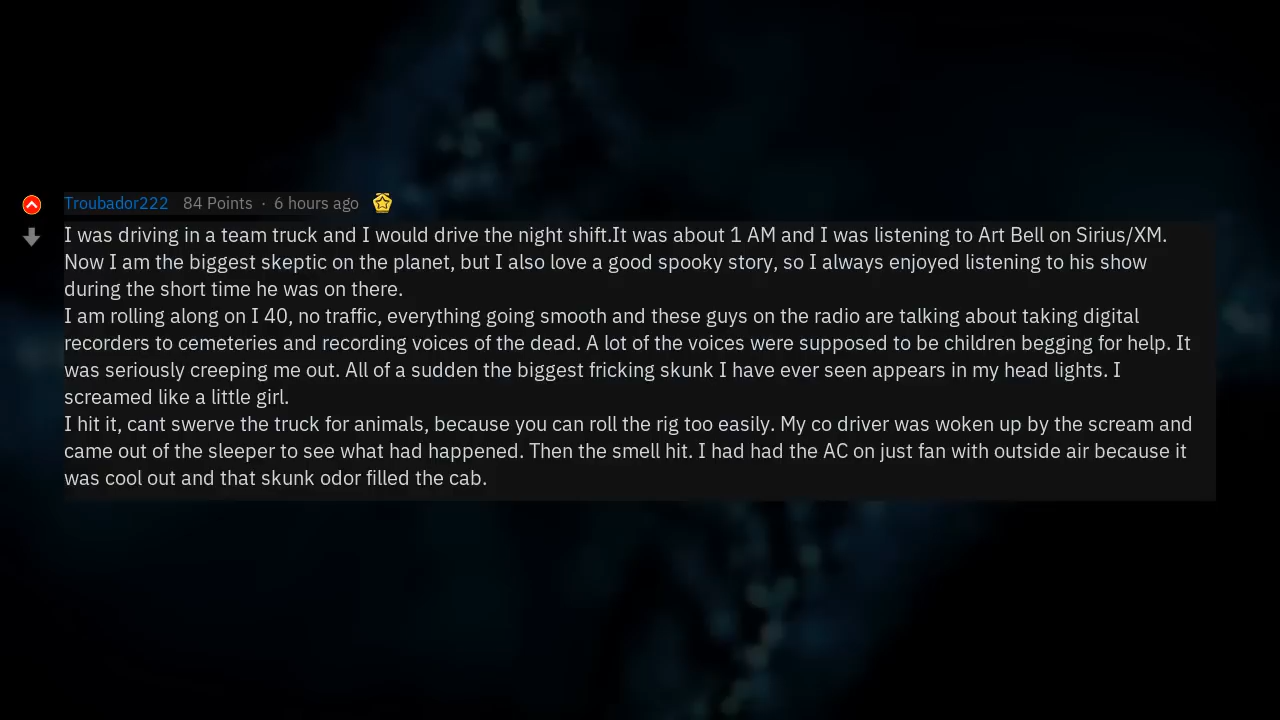 Troubador222 84 Points · 6 hours ago
I was driving in a team truck and I would drive the night shift.It was about 1 AM and I was listening to Art Bell on Sirius/XM.
Now I am the biggest skeptic on the planet, but I also love a good spooky story, so I always enjoyed listening to his show
during the short time he was on there.
I am rolling along on I 40, no traffic, everything going smooth and these guys on the radio are talking about taking digital
recorders to cemeteries and recording voices of the dead. A lot of the voices were supposed to be children begging for help. It
was seriously creeping me out. All of a sudden the biggest fricking skunk I have ever seen appears in my head lights. I
screamed like a little girl.
I hit it, cant swerve the truck for animals, because you can roll the rig too easily. My co driver was woken up by the scream and
came out of the sleeper to see what had happened. Then the smell hit. I had had the AC on just fan with outside air because it
was cool out and that skunk odor filled the cab.